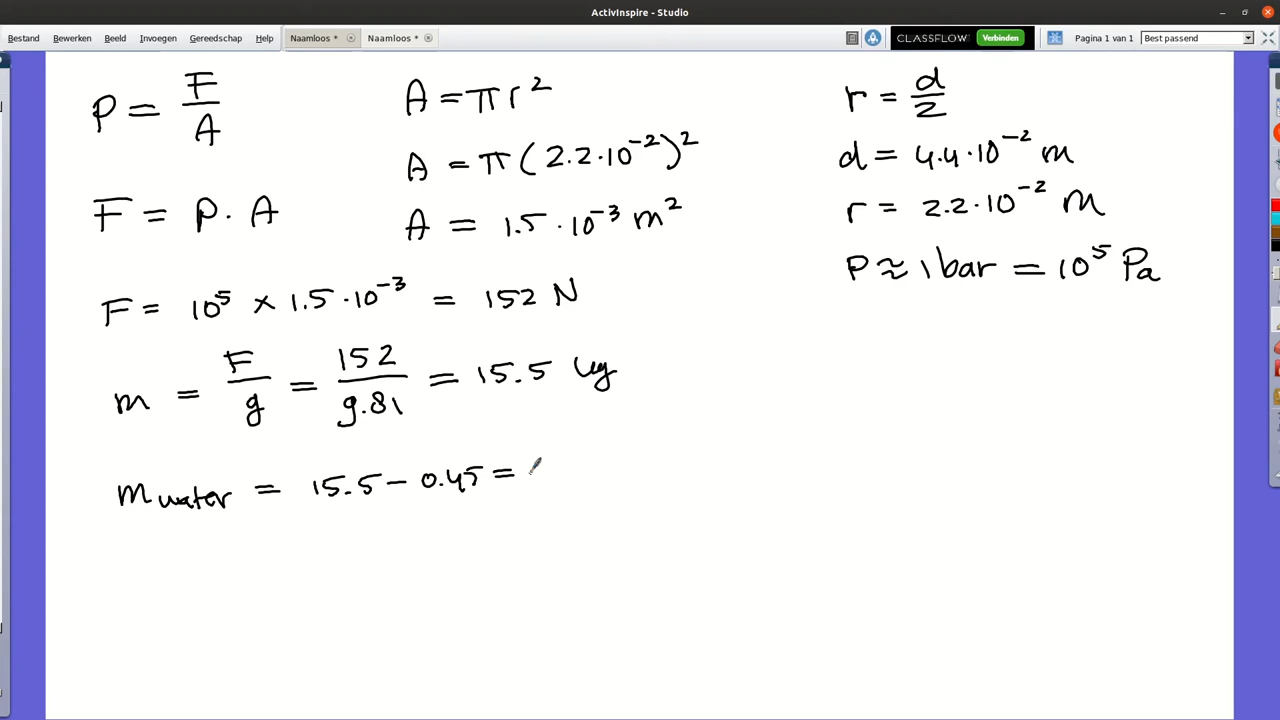 ActivInspire - Studio
Bestand Bewerken Beeld Invoegen Gereedschap Help Naamloos * Naamloos * CLASSFLOW Verbinden Pagina 1 van 1 Best passend
P = F/A
F = P · A
A = πr²
A = π(2.2·10⁻²)²
A = 1.5·10⁻³ m²
r = d/2
d = 4.4·10⁻² m
r = 2.2·10⁻² m
P ≈ 1 bar = 10⁵ Pa
F = 10⁵ × 1.5·10⁻³ = 152 N
m = F/g = 152/9.81 = 15.5 kg
m water = 15.5 - 0.45 =